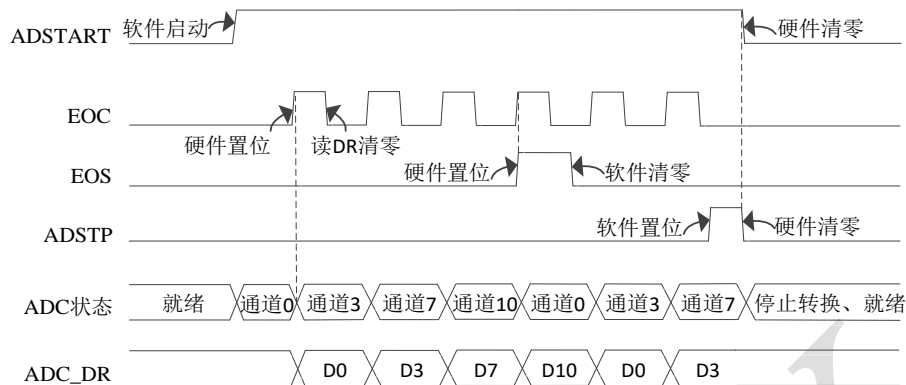 ADSTART 软件启动 硬件清零
EOC
硬件置位 读DR清零
EOS 硬件置位 软件清零
ADSTP 软件置位 硬件清零
ADC状态 就绪 通道0 通道3 通道7 通道10 通道0 通道3 通道7 停止转换、就绪
ADC_DR D0 D3 D7 D10 D0 D3